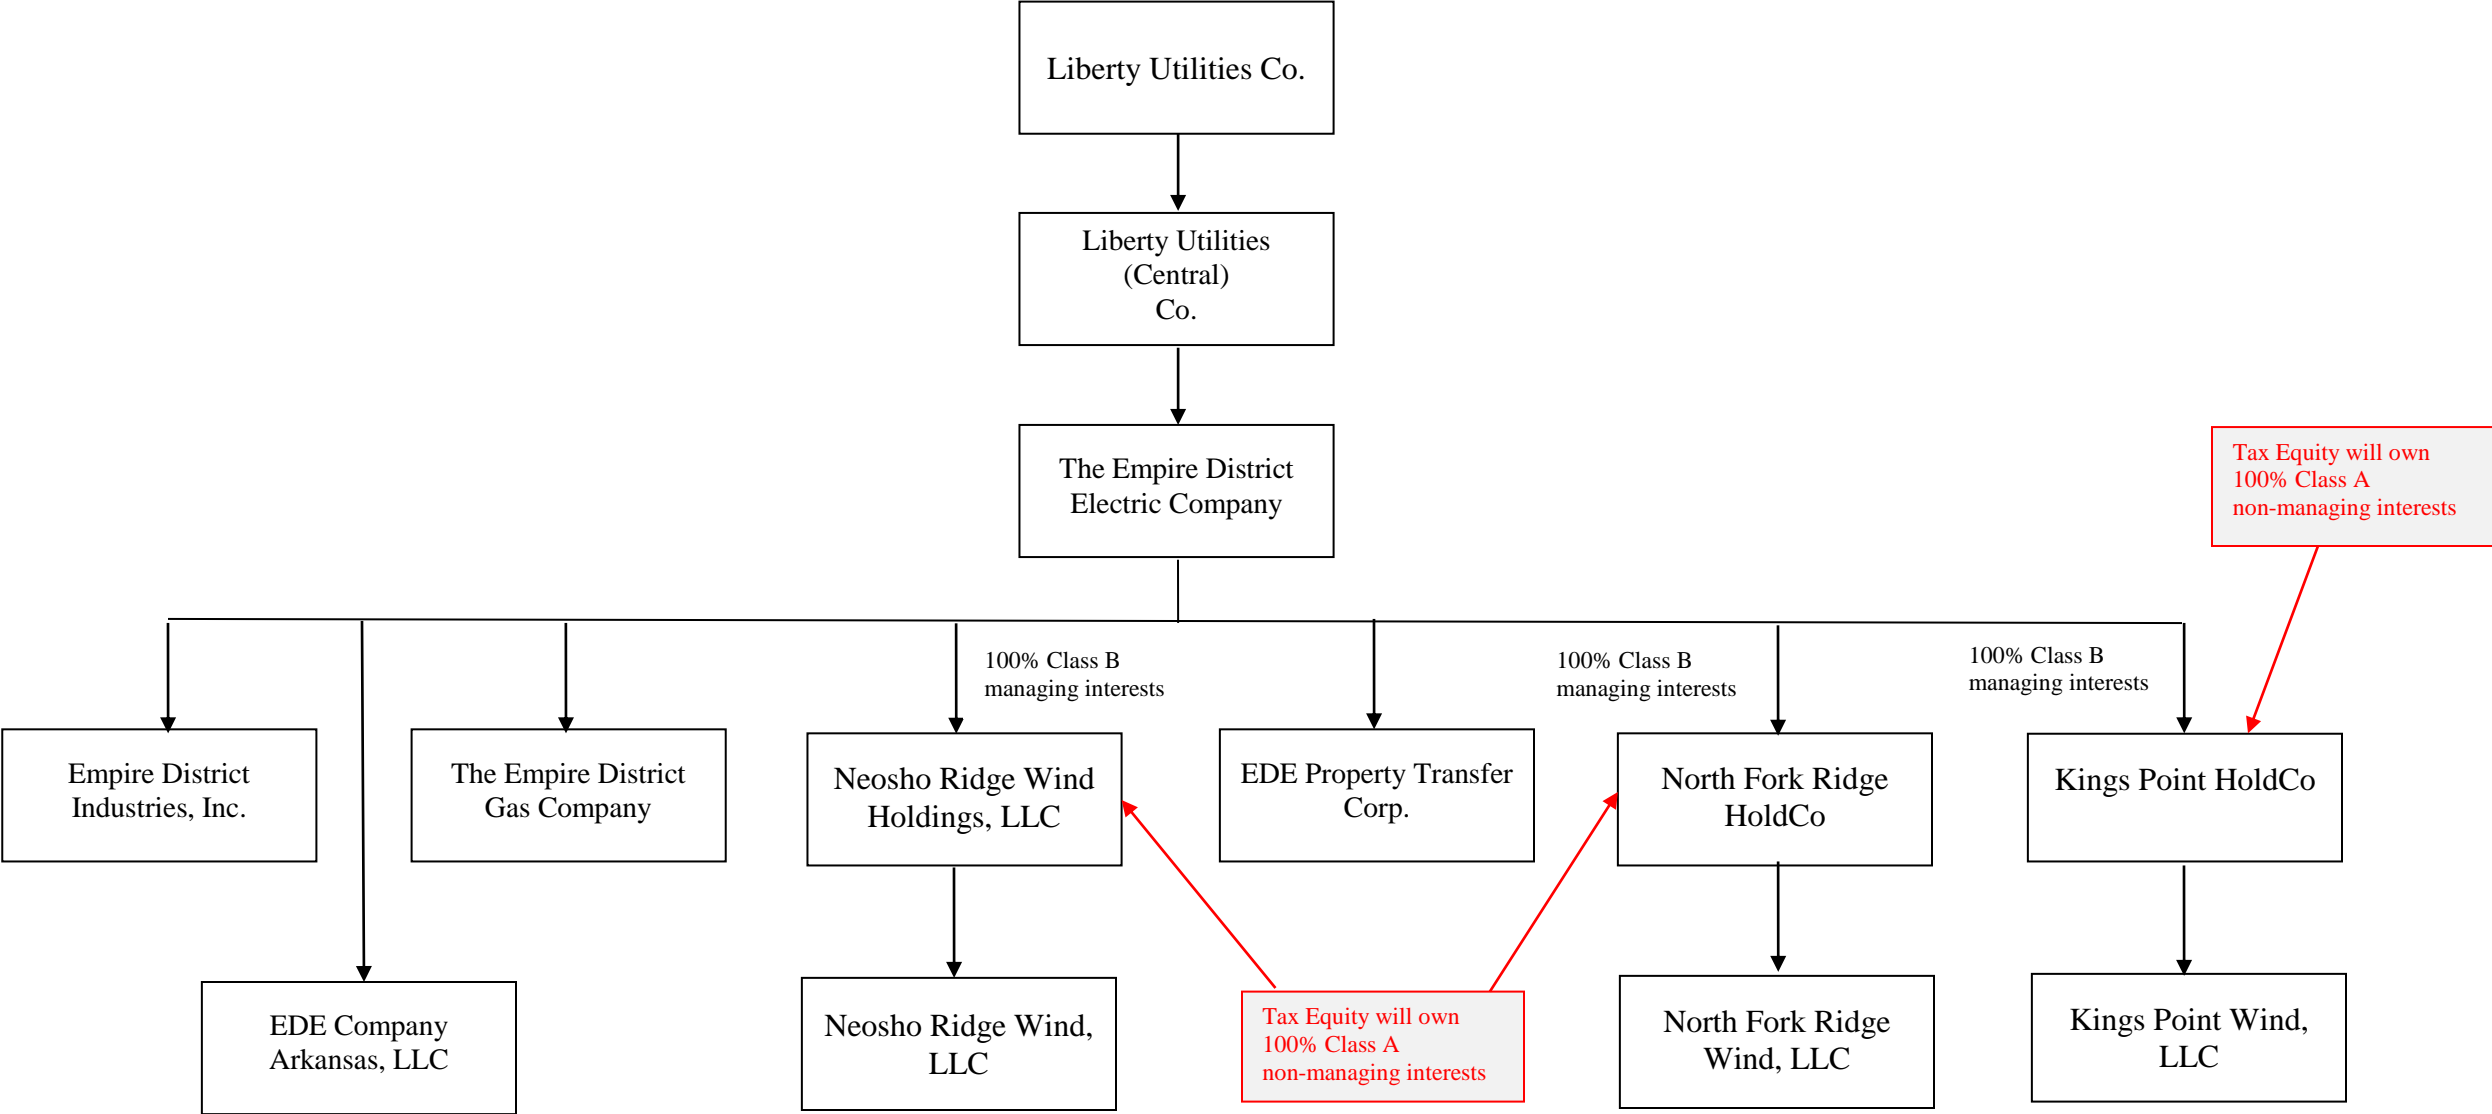 Liberty Utilities Co.
Liberty Utilities
(Central)
Co.
The Empire District
Electric Company
Tax Equity will own
100% Class A
non-managing interests
100% Class B
managing interests
100% Class B
managing interests
100% Class B
managing interests
Empire District
Industries, Inc.
The Empire District
Gas Company
Neosho Ridge Wind
Holdings, LLC
EDE Property Transfer
Corp.
North Fork Ridge
HoldCo
Kings Point HoldCo
EDE Company
Arkansas, LLC
Neosho Ridge Wind,
LLC
Tax Equity will own
100% Class A
non-managing interests
North Fork Ridge
Wind, LLC
Kings Point Wind,
LLC